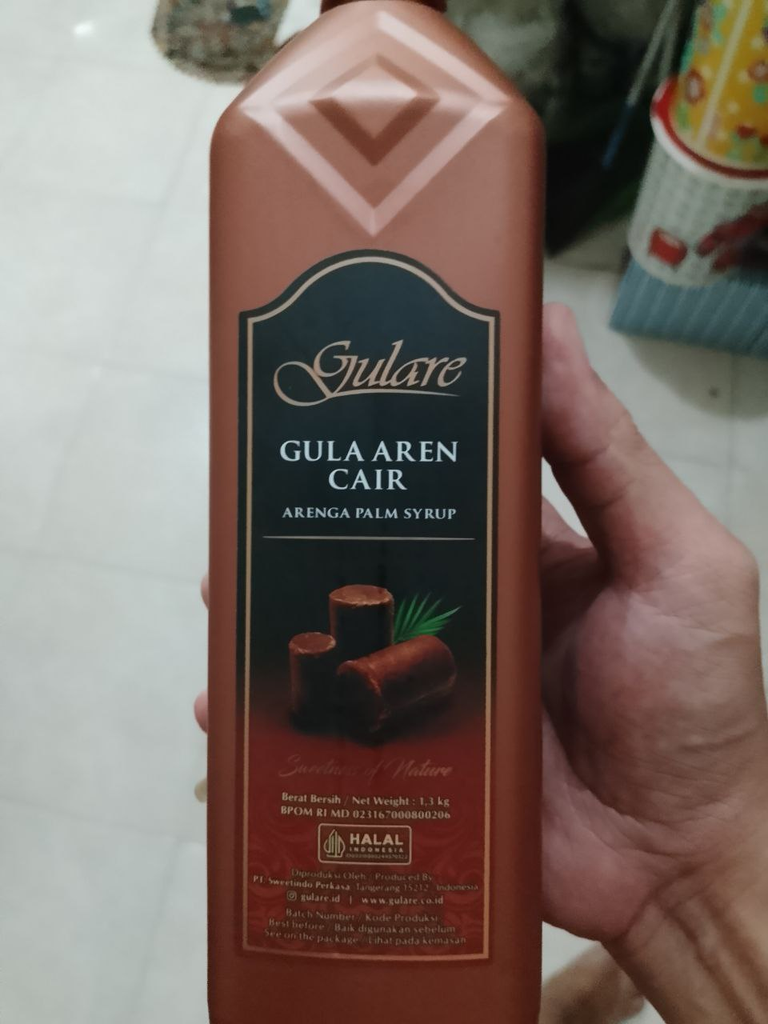 Gulare
GULA AREN
CAIR
ARENGA PALM SYRUP
Sweetness of Nature
Berat Bersih / Net Weight : 1,3 kg
BPOM RI MD 023167000800206
HALAL
INDONESIA
Diproduksi Oleh / Produced By
P.T. Sweetindo Perkasa, Tangerang 15212 - Indonesia
gulare.id | www.gulare.co.id
Batch Number / Kode Produksi
Best before / Baik digunakan sebelum
See on the package / Lihat pada kemasan